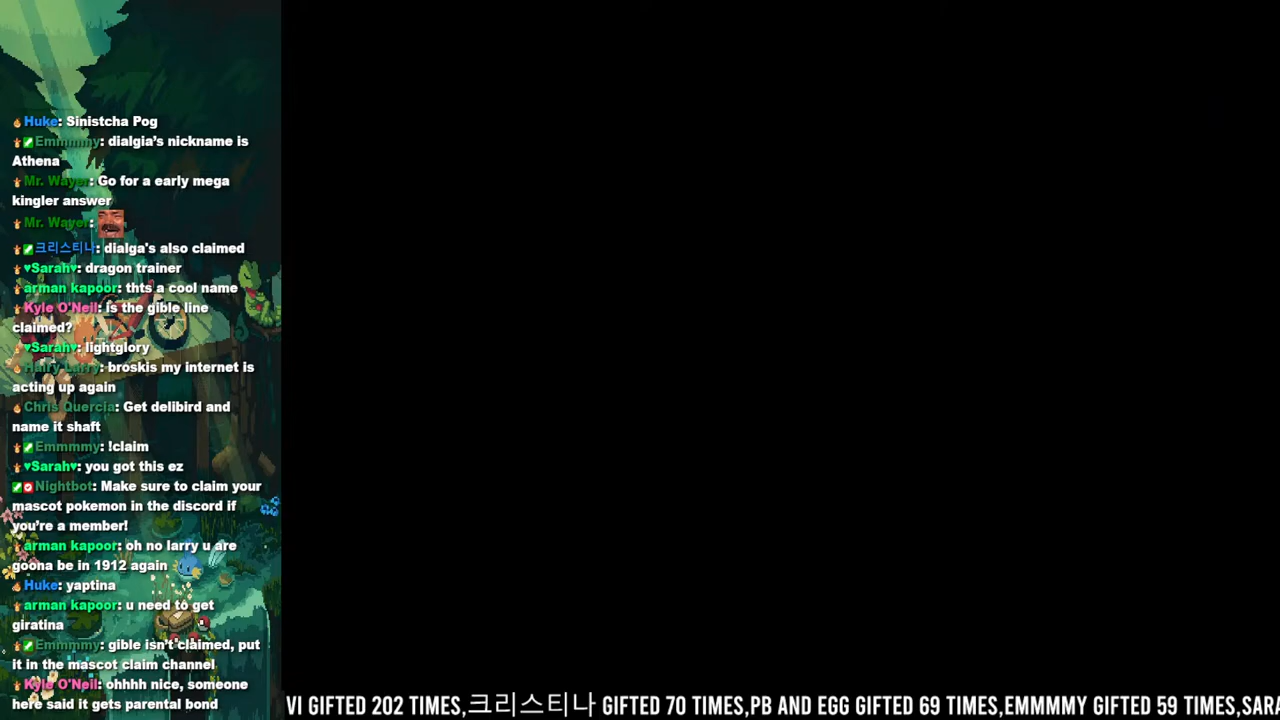 Huke: Sinistcha Pog
Emmmmy: dialgia's nickname is
Athena
Mr. Wayer: Go for a early mega
kingler answer
Mr. Wayer:
크리스티나: dialga's also claimed
♥Sarah♥: dragon trainer
arman kapoor: thts a cool name
Kyle O'Neil: is the gible line
claimed?
♥Sarah♥: lightglory
Hairy Larry: broskis my internet is
acting up again
Chris Quercia: Get delibird and
name it shaft
Emmmmy: !claim
♥Sarah♥: you got this ez
Nightbot: Make sure to claim your
mascot pokemon in the discord if
you're a member!
arman kapoor: oh no larry u are
goona be in 1912 again
Huke: yaptina
arman kapoor: u need to get
giratina
Emmmmy: gible isn't claimed, put
it in the mascot claim channel
Kyle O'Neil: ohhhh nice, someone
here said it gets parental bond
VI GIFTED 202 TIMES,크리스티나 GIFTED 70 TIMES,PB AND EGG GIFTED 69 TIMES,EMMMMY GIFTED 59 TIMES,SARA